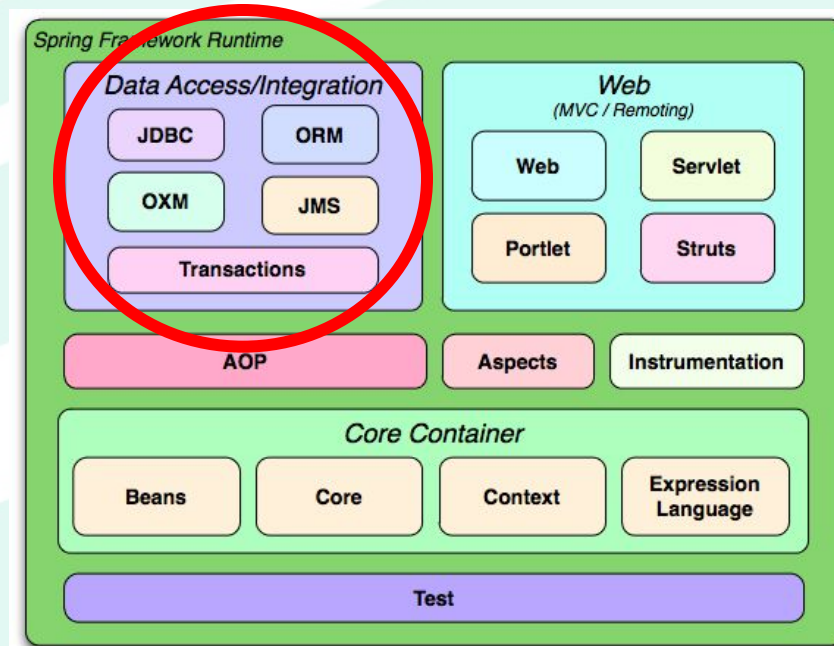 Spring Framework Runtime
Data Access/Integration
JDBC
ORM
OXM
JMS
Transactions
Web
(MVC / Remoting)
Web
Servlet
Portlet
Struts
AOP
Aspects
Instrumentation
Core Container
Beans
Core
Context
Expression
Language
Test